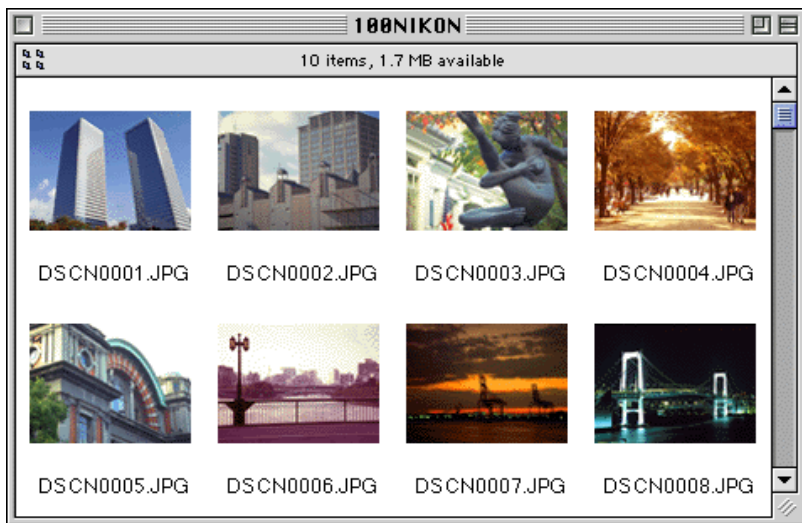 100NIKON
10 items, 1.7 MB available
DSCN0001.JPG DSCN0002.JPG DSCN0003.JPG DSCN0004.JPG
DSCN0005.JPG DSCN0006.JPG DSCN0007.JPG DSCN0008.JPG